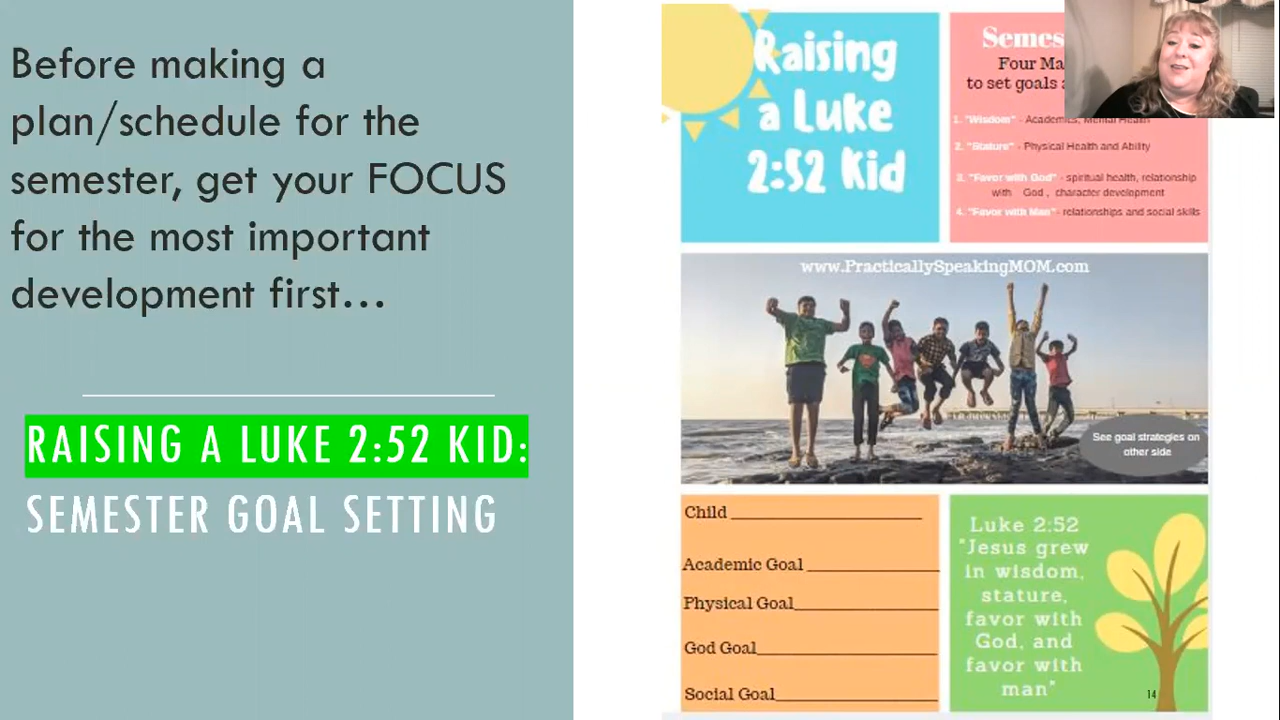 Before making a
plan/schedule for the
semester, get your FOCUS
for the most important
development first…
RAISING A LUKE 2:52 KID:
SEMESTER GOAL SETTING
Raising
a Luke
2:52 Kid
Four
to set goals
1. "Wisdom" - Academics, Mental Health
2. "Stature" - Physical Health and Ability
3. "Favor with God" - spiritual health, relationship
with God , character development
4. "Favor with Man" - relationships and social skills
www.PracticallySpeakingMOM.com
See goal strategies on
other side
Child
Academic Goal
Physical Goal
God Goal
Social Goal
Luke 2:52
"Jesus grew
in wisdom,
stature,
favor with
God, and
favor with
man"
14